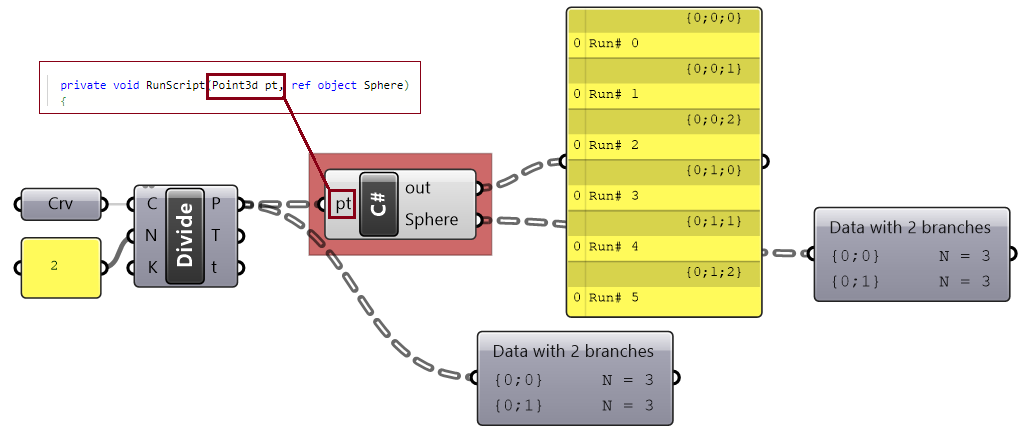 private void RunScript(Point3d pt, ref object Sphere)
{
Crv
2
C
N
K
Divide
P
T
t
pt
C#
out
Sphere
{0;0;0}
0 Run# 0
{0;0;1}
0 Run# 1
{0;0;2}
0 Run# 2
{0;1;0}
0 Run# 3
{0;1;1}
0 Run# 4
{0;1;2}
0 Run# 5
Data with 2 branches
{0;0} N = 3
{0;1} N = 3
Data with 2 branches
{0;0} N = 3
{0;1} N = 3